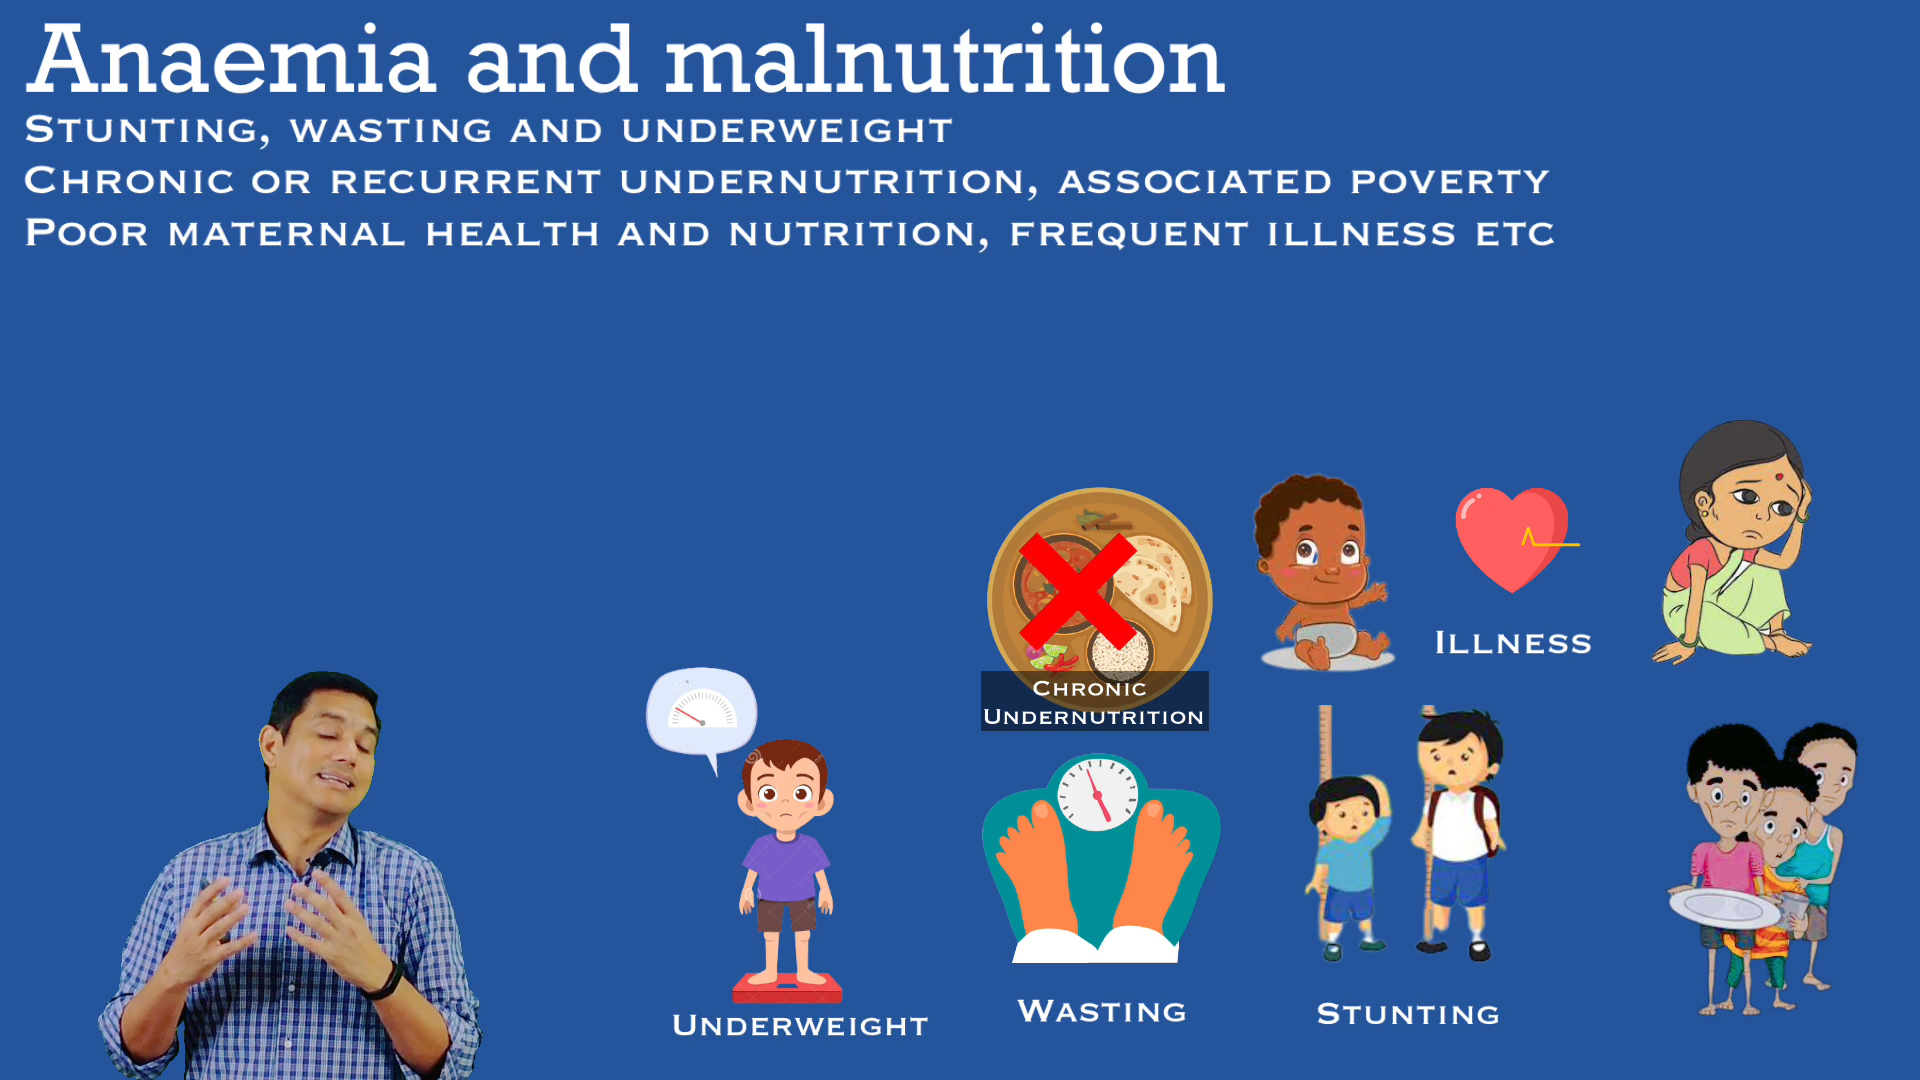 Anaemia and malnutrition
Stunting, wasting and underweight
Chronic or recurrent undernutrition, associated poverty
Poor maternal health and nutrition, frequent illness etc
Illness
Chronic
Undernutrition
Underweight
Wasting
Stunting